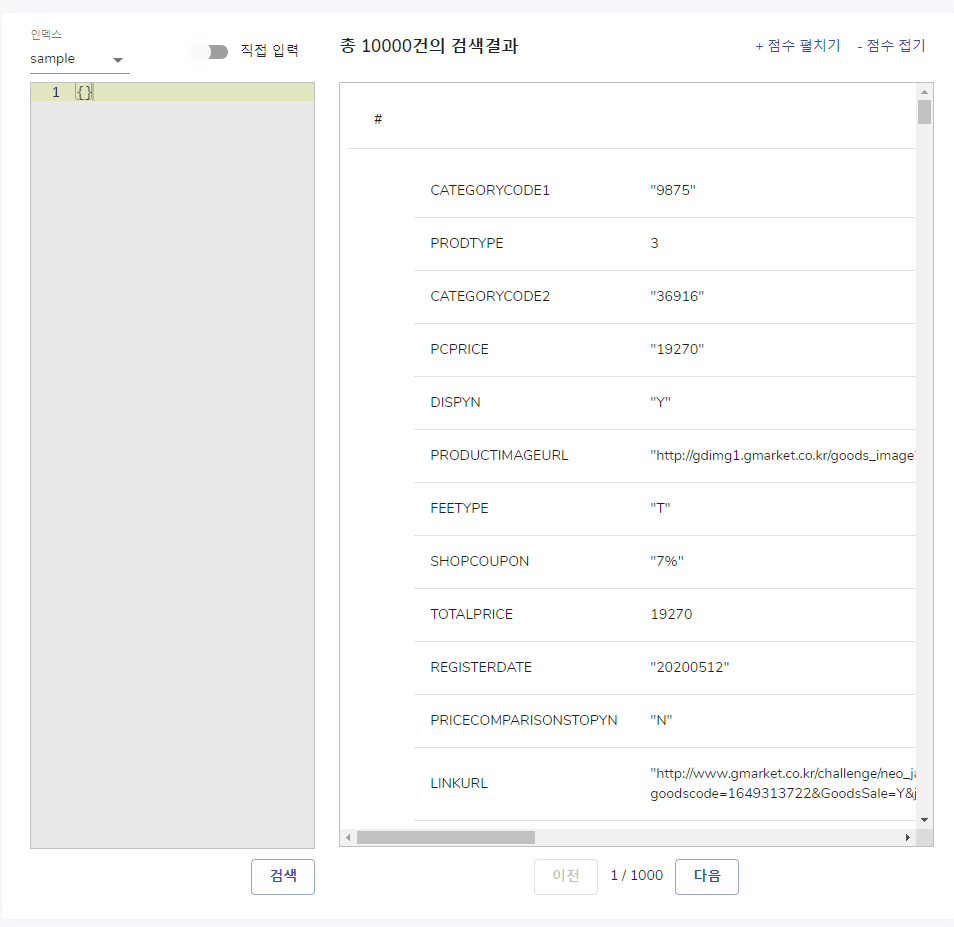 인덱스
sample
직접 입력
총 10000건의 검색결과
+ 점수 펼치기 - 점수 접기
1 {}
#
CATEGORYCODE1 "9875"
PRODTYPE 3
CATEGORYCODE2 "36916"
PCPRICE "19270"
DISPYN "Y"
PRODUCTIMAGEURL "http://gdimg1.gmarket.co.kr/goods_image
FEETYPE "T"
SHOPCOUPON "7%"
TOTALPRICE 19270
REGISTERDATE "20200512"
PRICECOMPARISONSTOPYN "N"
LINKURL "http://www.gmarket.co.kr/challenge/neo_ja
goodscode=1649313722&GoodsSale=Y&j
검색
이전 1 / 1000 다음